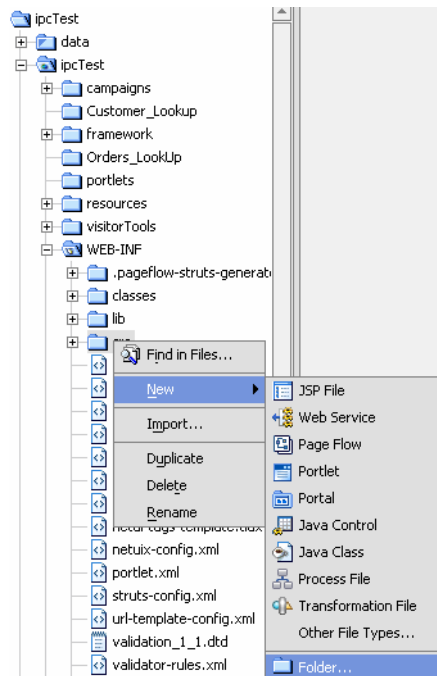 ipcTest
data
ipcTest
campaigns
Customer_Lookup
framework
Orders_LookUp
portlets
resources
visitorTools
WEB-INF
.pageflow-struts-generate
classes
lib
Find in Files...
New
Import...
Duplicate
Delete
Rename
JSP File
Web Service
Page Flow
Portlet
Portal
Java Control
Java Class
Process File
Transformation File
Other File Types...
Folder...
netuix-config.xml
portlet.xml
struts-config.xml
url-template-config.xml
validation_1_1.dtd
validator-rules.xml